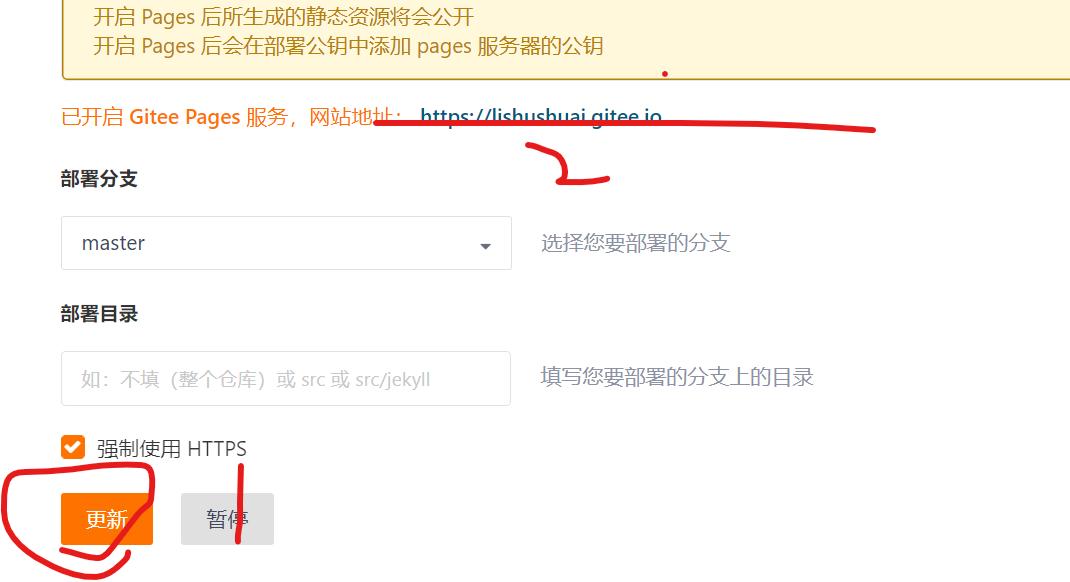 开启 Pages 后所生成的静态资源将会公开
开启 Pages 后会在部署公钥中添加 pages 服务器的公钥
已开启 Gitee Pages 服务，网站地址： https://lishushuai.gitee.io
部署分支
master 选择您要部署的分支
部署目录
如：不填（整个仓库）或 src 或 src/jekyll 填写您要部署的分支上的目录
强制使用 HTTPS
更新 暂停